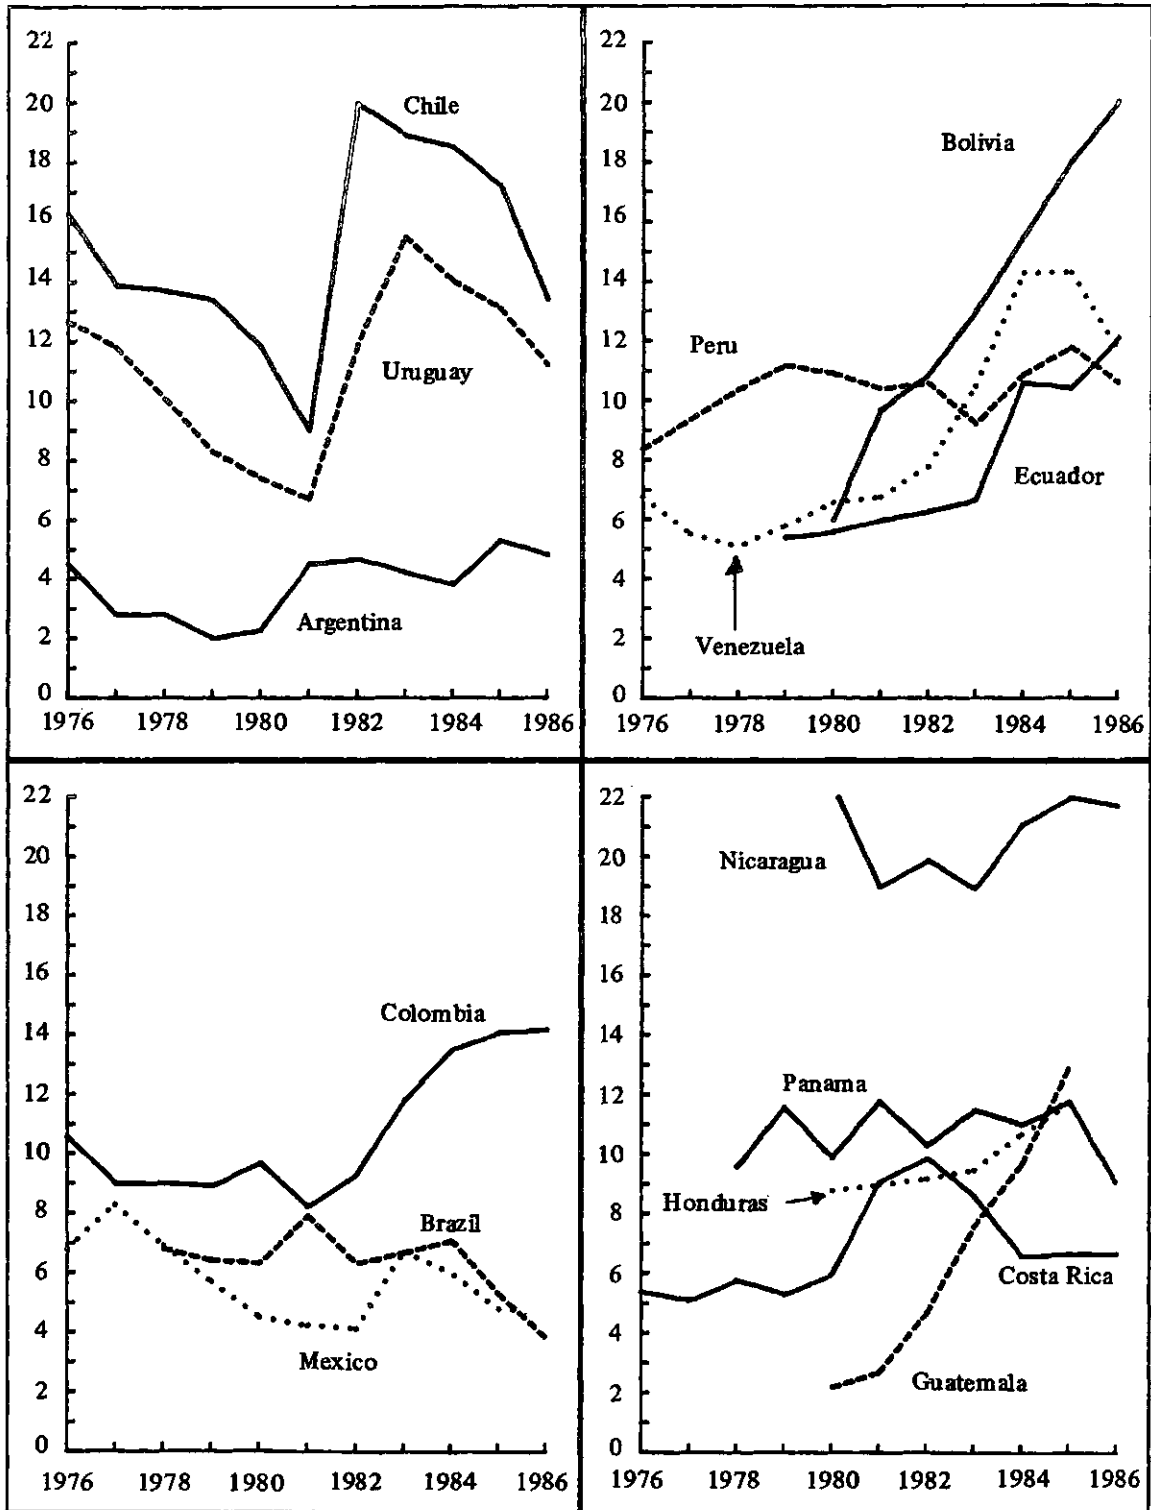 22
20
18
16
14
12
10
8
6
4
2
0
Chile
Uruguay
Argentina
1976 1978 1980 1982 1984 1986
22
20
18
16
14
12
10
8
6
4
2
0
Bolivia
Peru
Ecuador
Venezuela
1976 1978 1980 1982 1984 1986
22
20
18
16
14
12
10
8
6
4
2
0
Colombia
Brazil
Mexico
1976 1978 1980 1982 1984 1986
22
20
18
16
14
12
10
8
6
4
2
0
Nicaragua
Panama
Honduras
Costa Rica
Guatemala
1976 1978 1980 1982 1984 1986